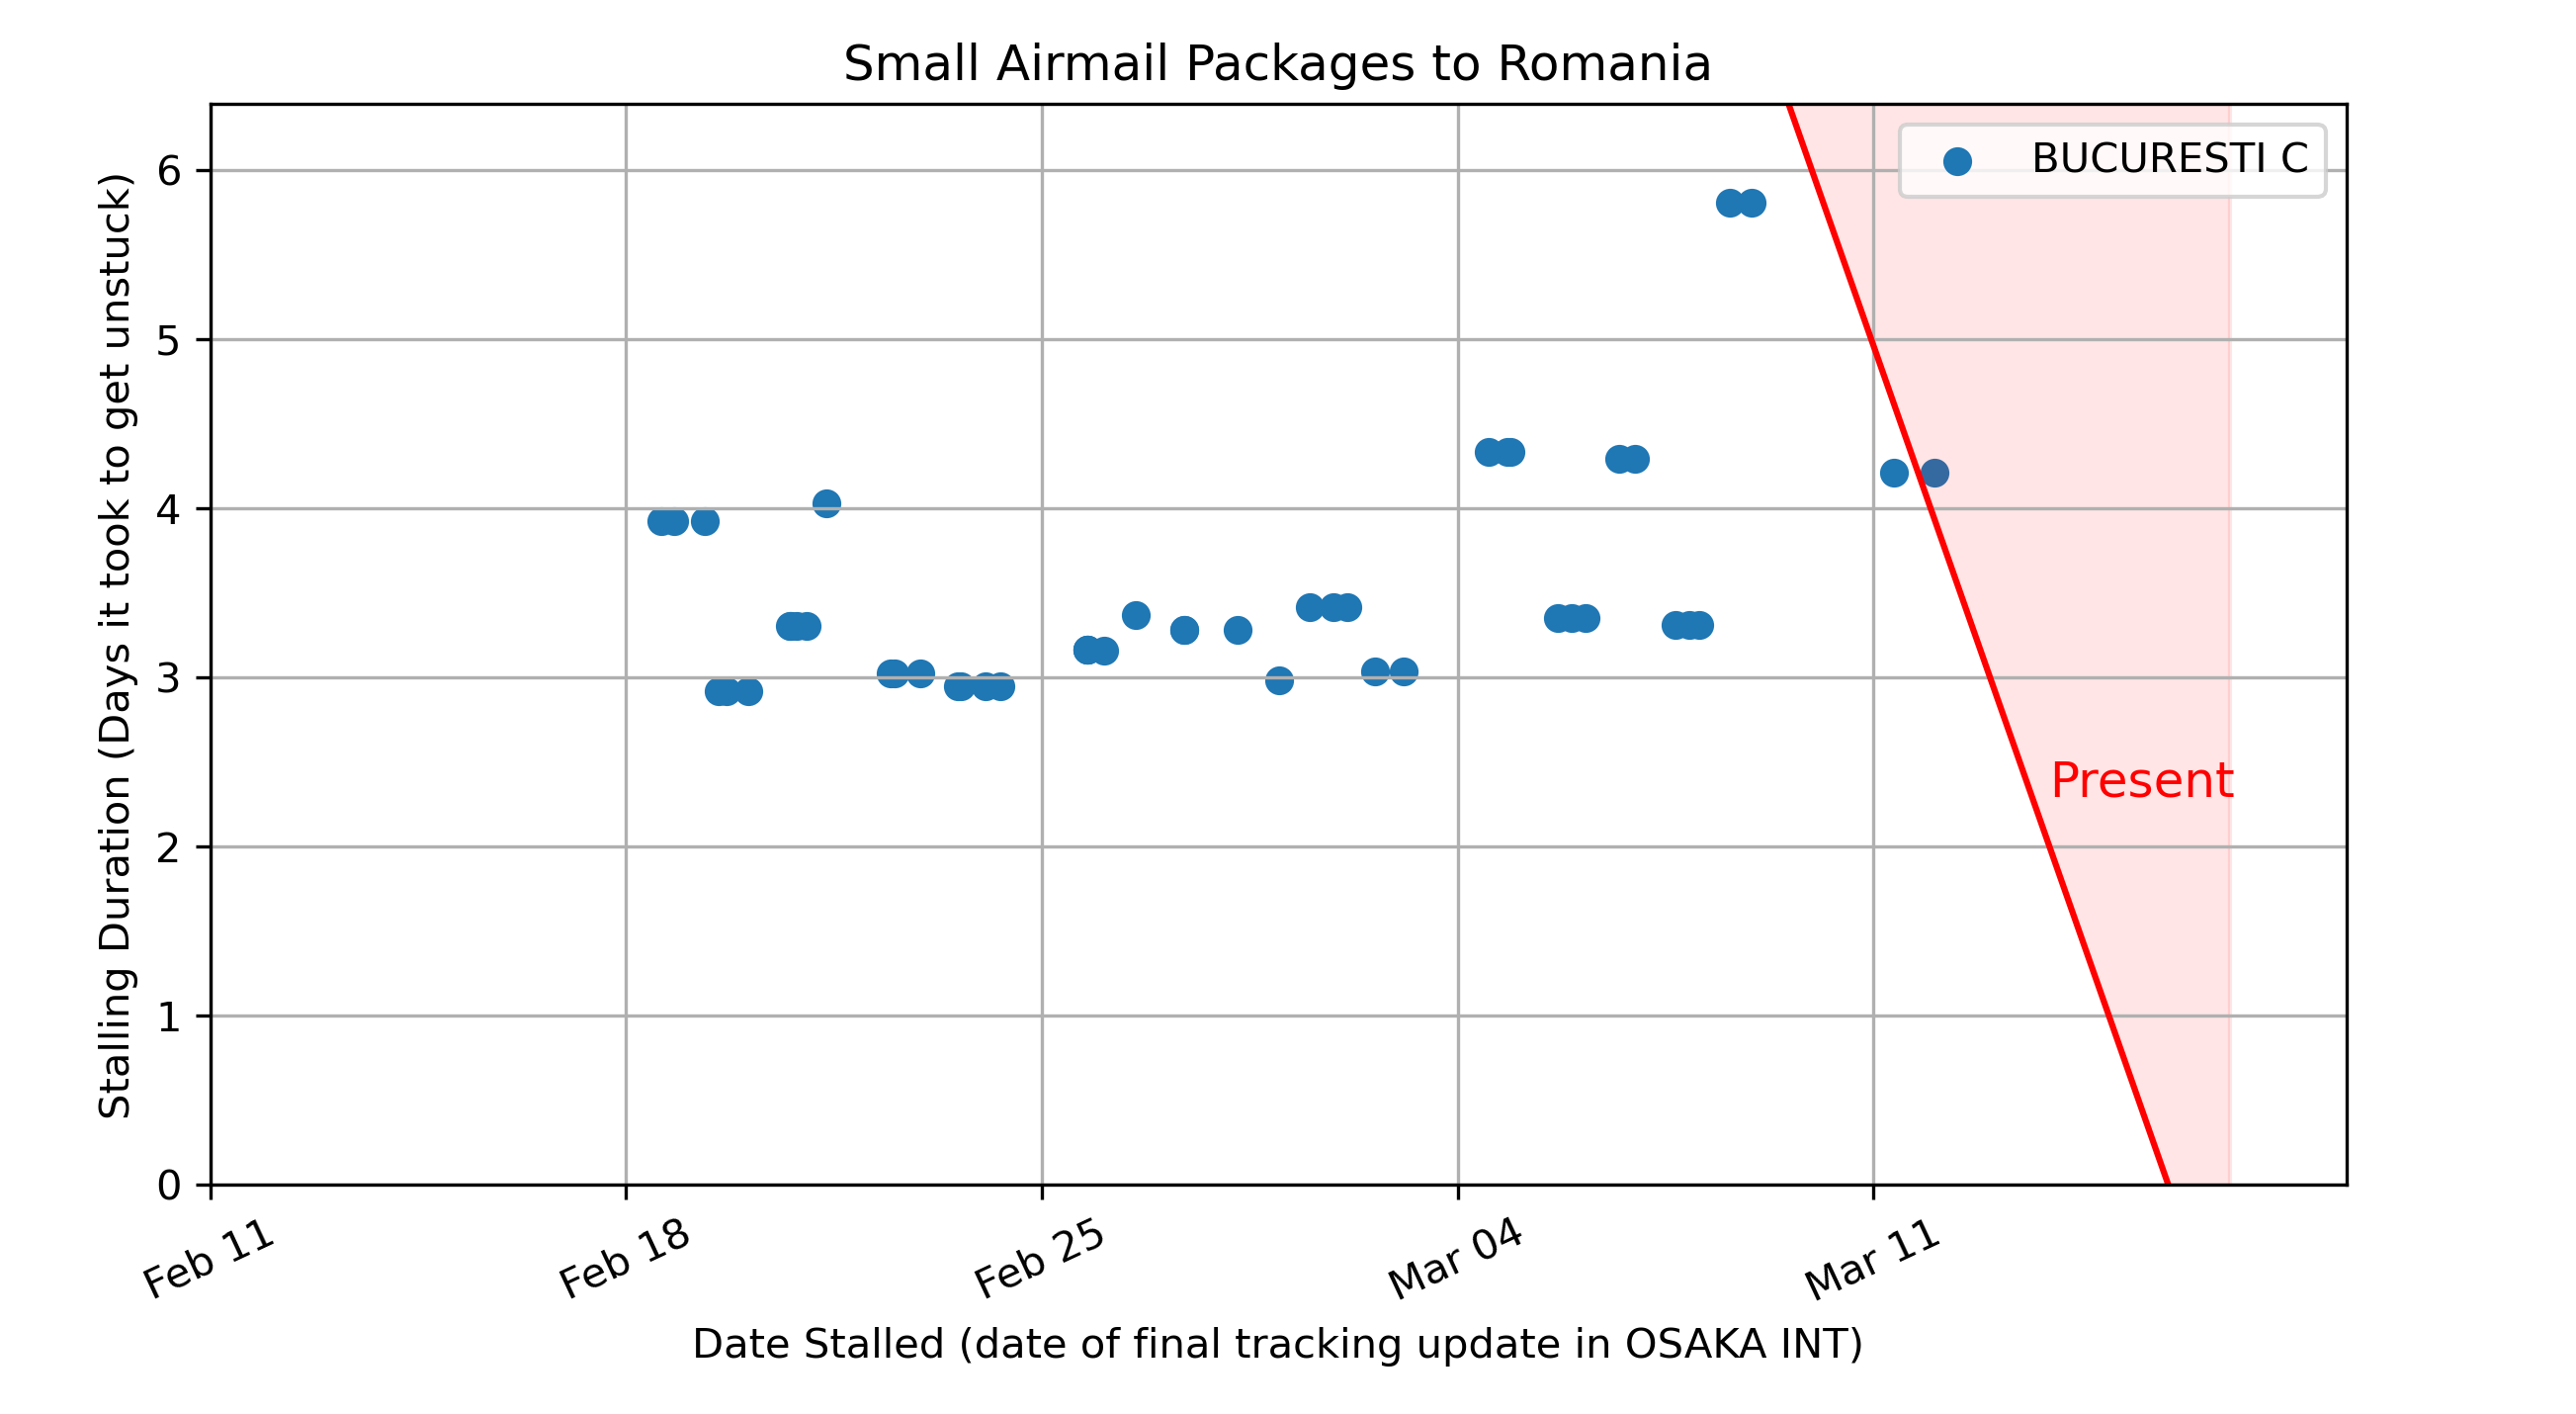 Small Airmail Packages to Romania
Stalling Duration (Days it took to get unstuck)
6
5
4
3
2
1
0
BUCURESTI C
Present
Feb 11
Feb 18
Feb 25
Mar 04
Mar 11
Date Stalled (date of final tracking update in OSAKA INT)